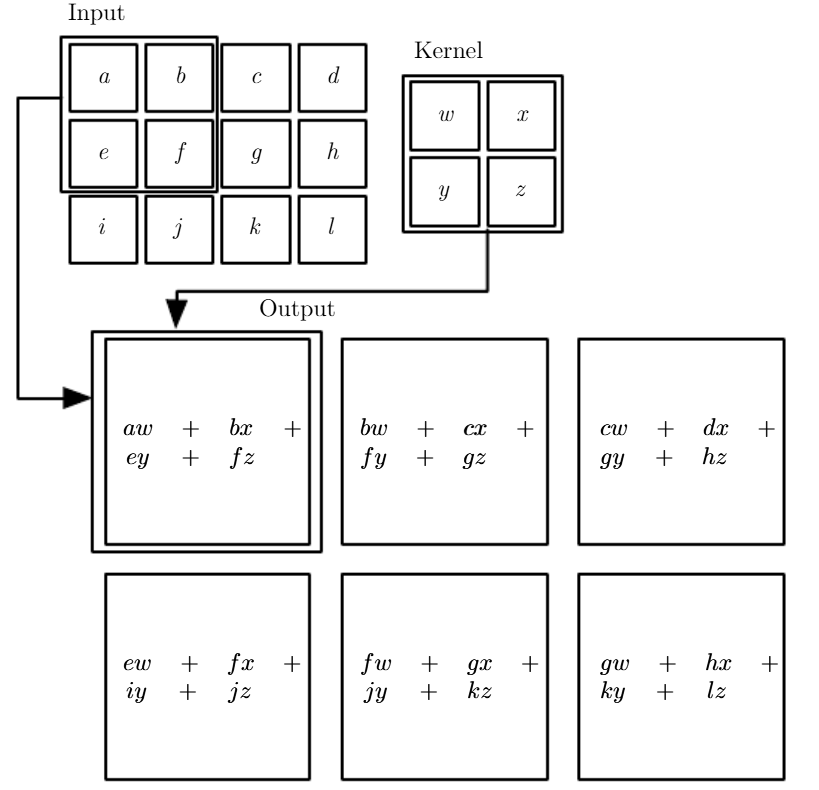 Input
a b c d
e f g h
i j k l
Kernel
w x
y z
Output
aw + bx +
ey + fz
bw + cx +
fy + gz
cw + dx +
gy + hz
ew + fx +
iy + jz
fw + gx +
jy + kz
gw + hx +
ky + lz